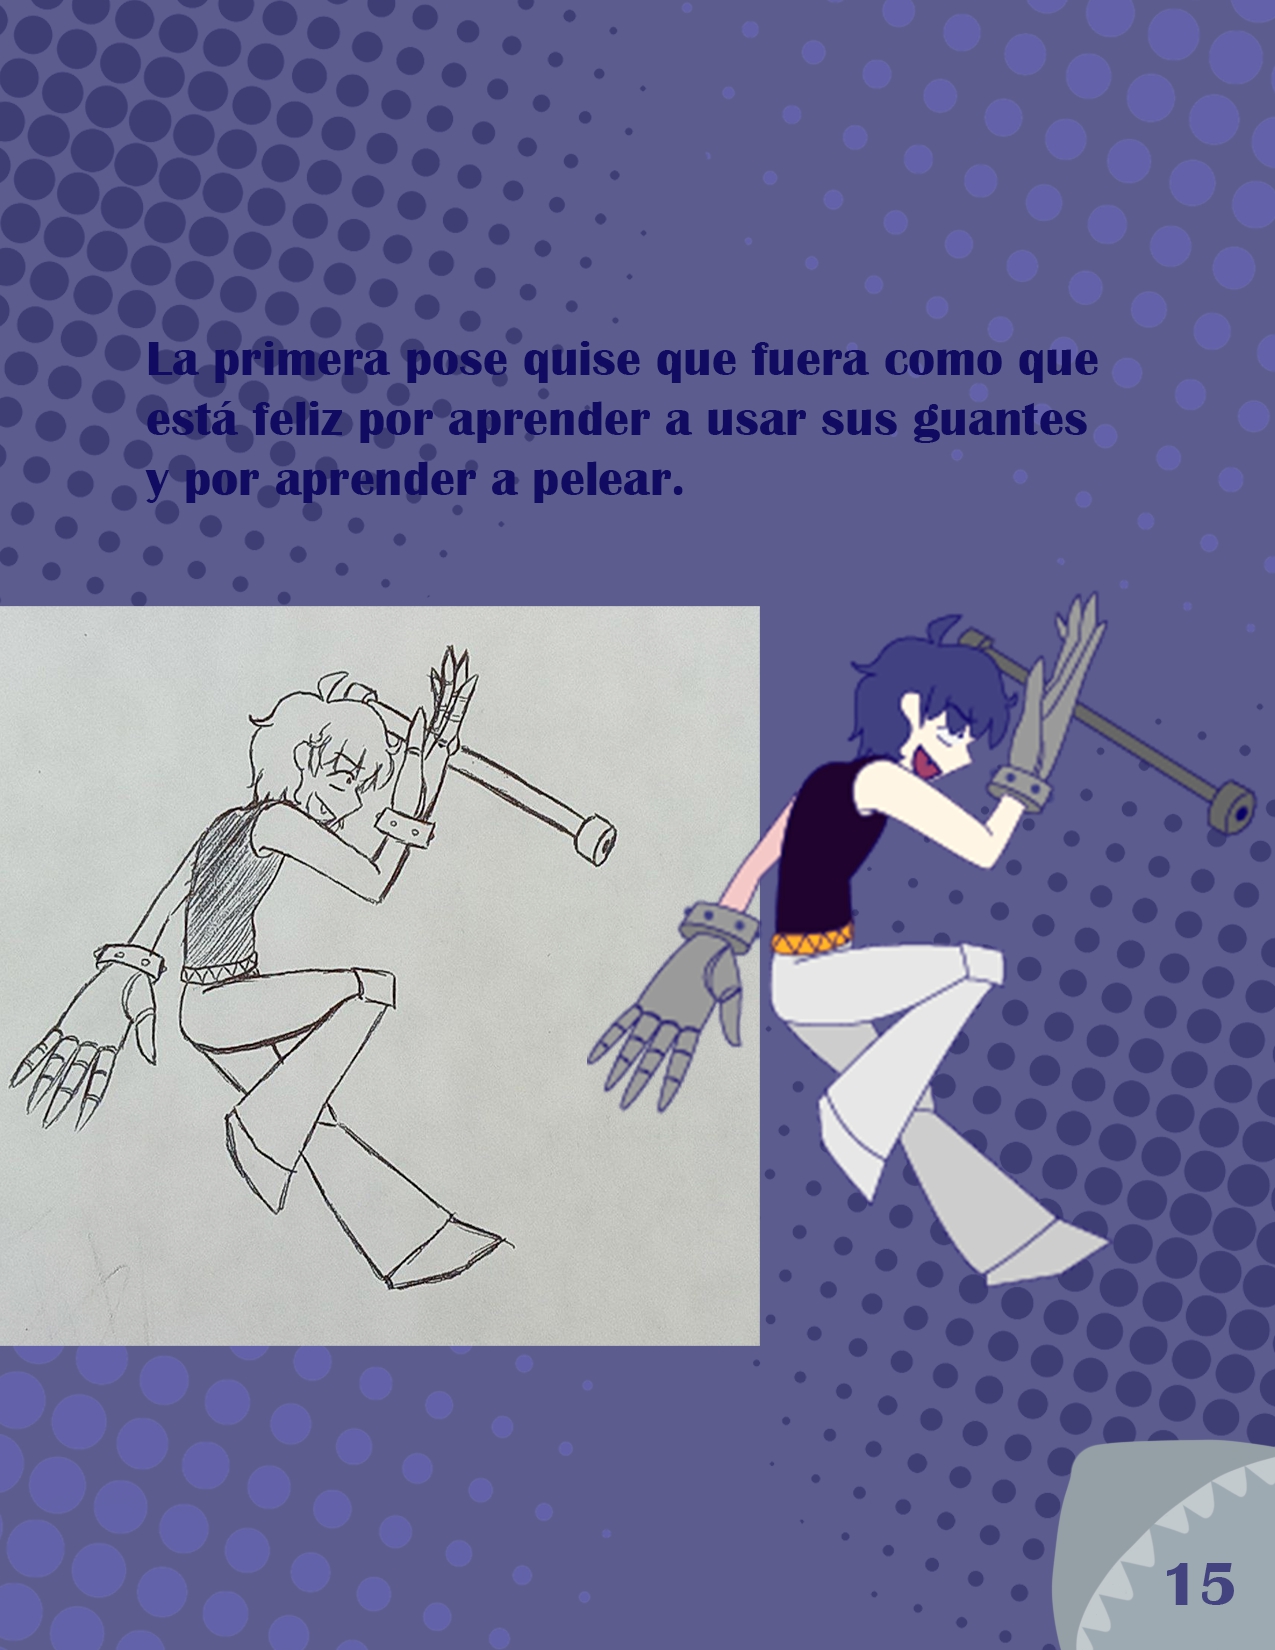 La primera pose quise que fuera como que
está feliz por aprender a usar sus guantes
y por aprender a pelear.
15